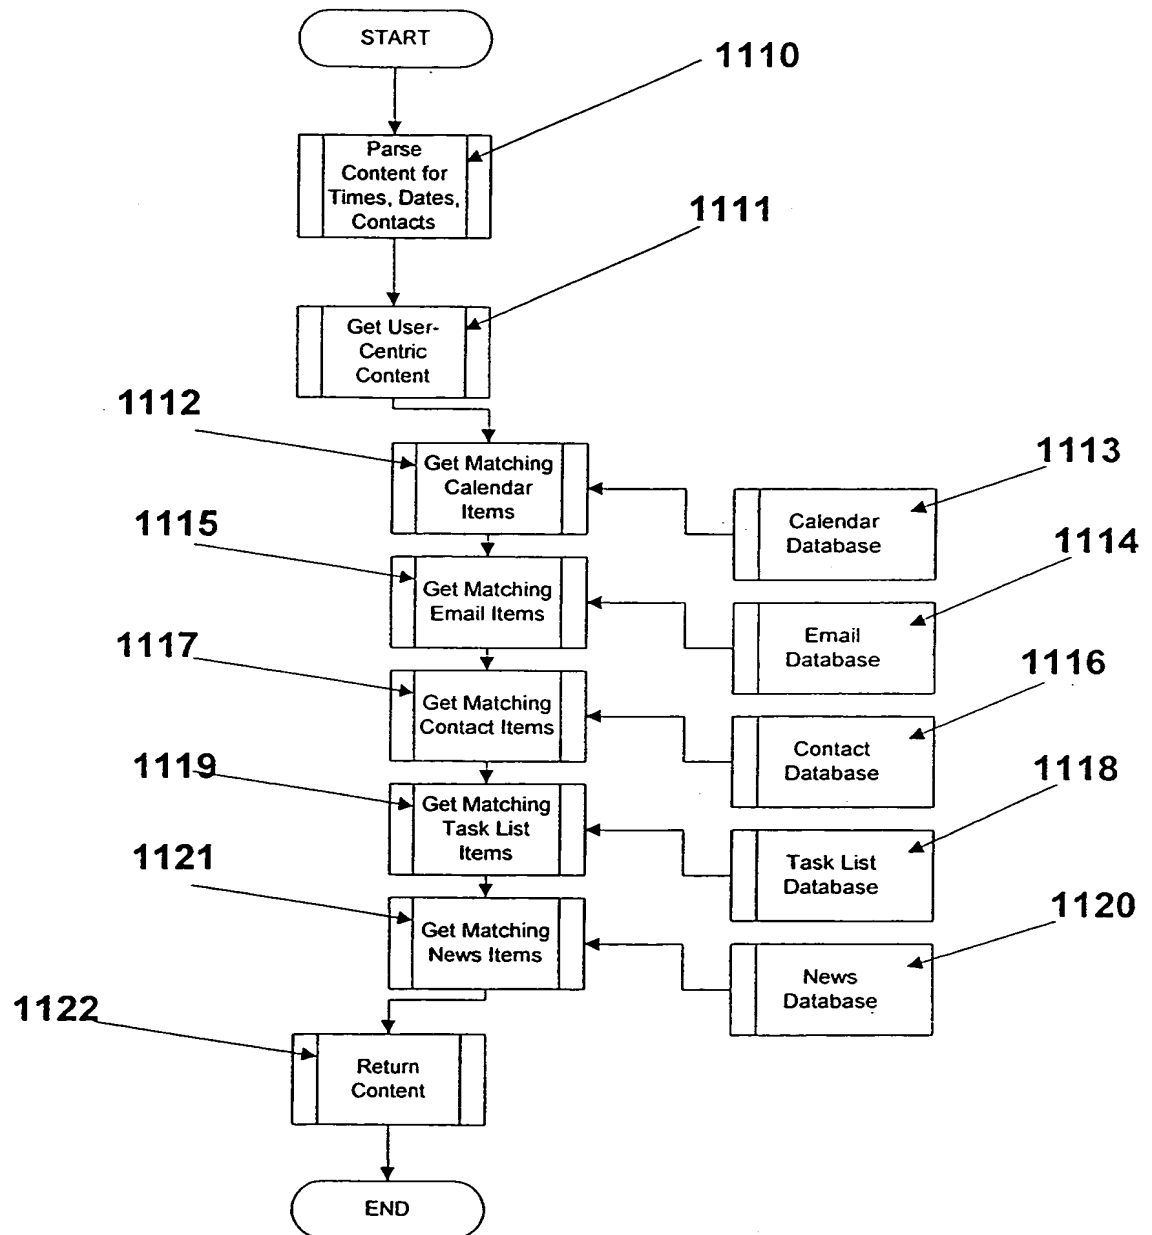 START
1110
Parse
Content for
Times, Dates,
Contacts
1111
Get User-
Centric
Content
1112
Get Matching
Calendar
Items
1113
Calendar
Database
1115
Get Matching
Email Items
1114
Email
Database
1117
Get Matching
Contact Items
1116
Contact
Database
1119
Get Matching
Task List
Items
1118
Task List
Database
1121
Get Matching
News Items
1120
News
Database
1122
Return
Content
END